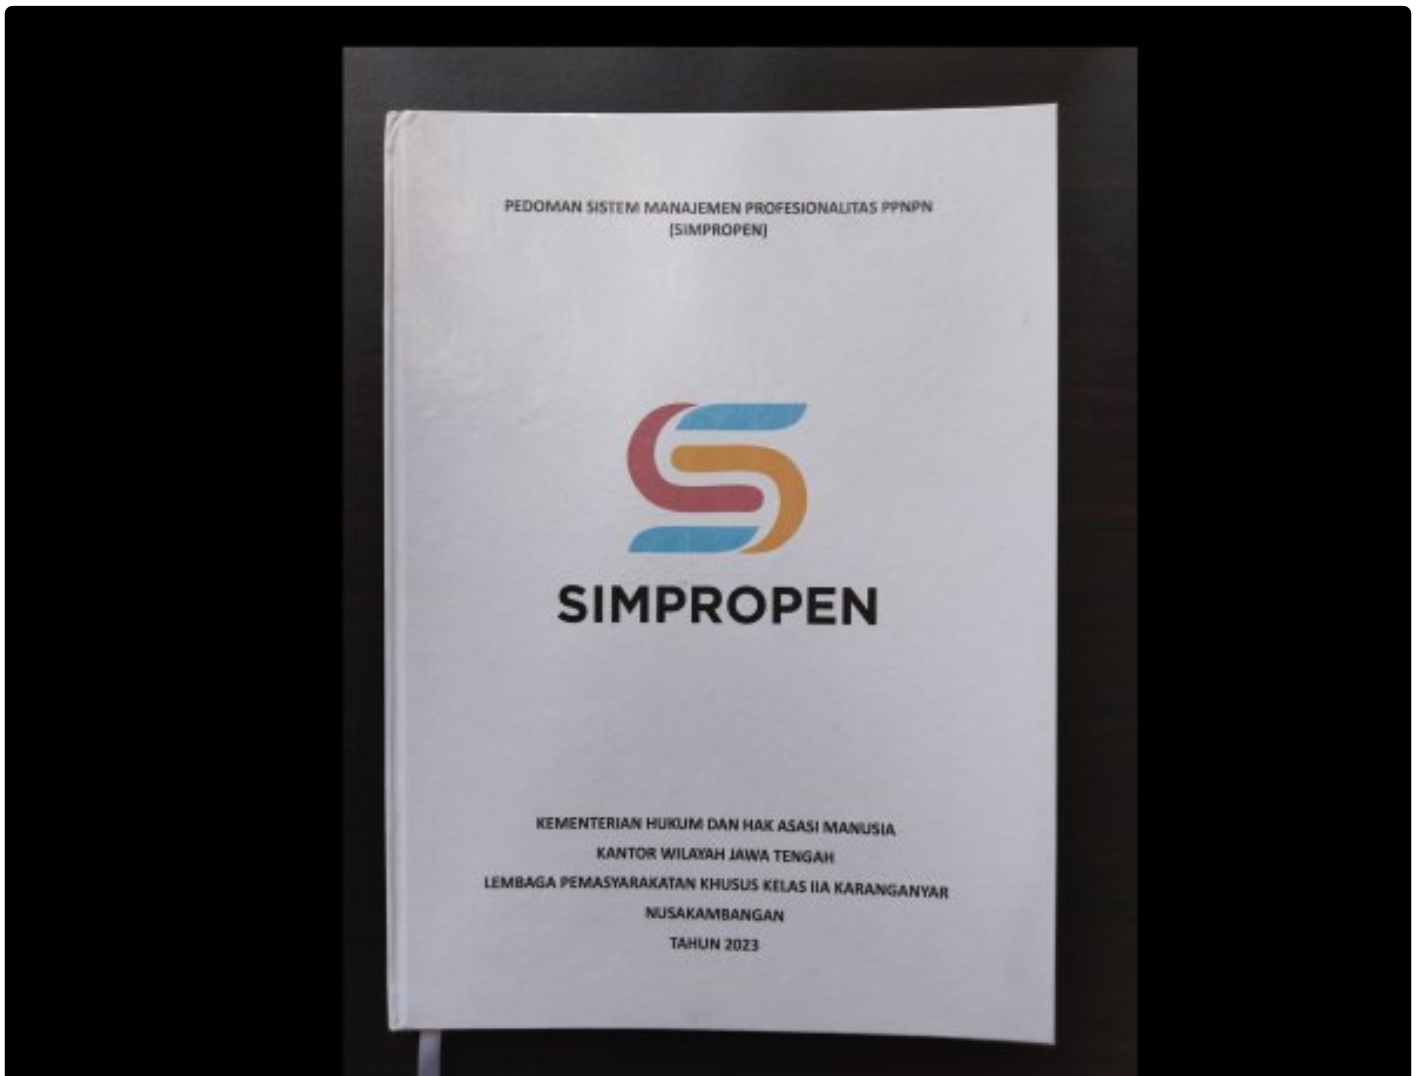 PEDOMAN SISTEM MANAJEMEN PROFESIONALITAS PPNPN
(SIMPROPEN)
SIMPROPEN
KEMENTERIAN HUKUM DAN HAK ASASI MANUSIA
KANTOR WILAYAH JAWA TENGAH
LEMBAGA PEMASYARAKATAN KHUSUS KELAS IIA KARANGANYAR
NUSAKAMBANGAN
TAHUN 2023